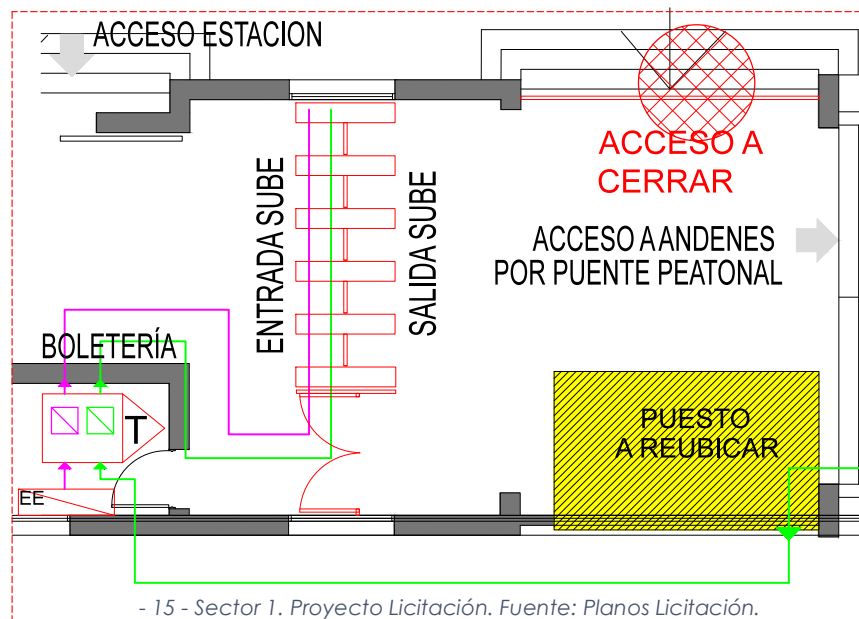 ACCESO ESTACION
ACCESO A
CERRAR
ENTRADA SUBE
SALIDA SUBE
ACCESO A ANDENES
POR PUENTE PEATONAL
BOLETERÍA
T
PUESTO
A REUBICAR
EE
- 15 - Sector 1. Proyecto Licitación. Fuente: Planos Licitación.